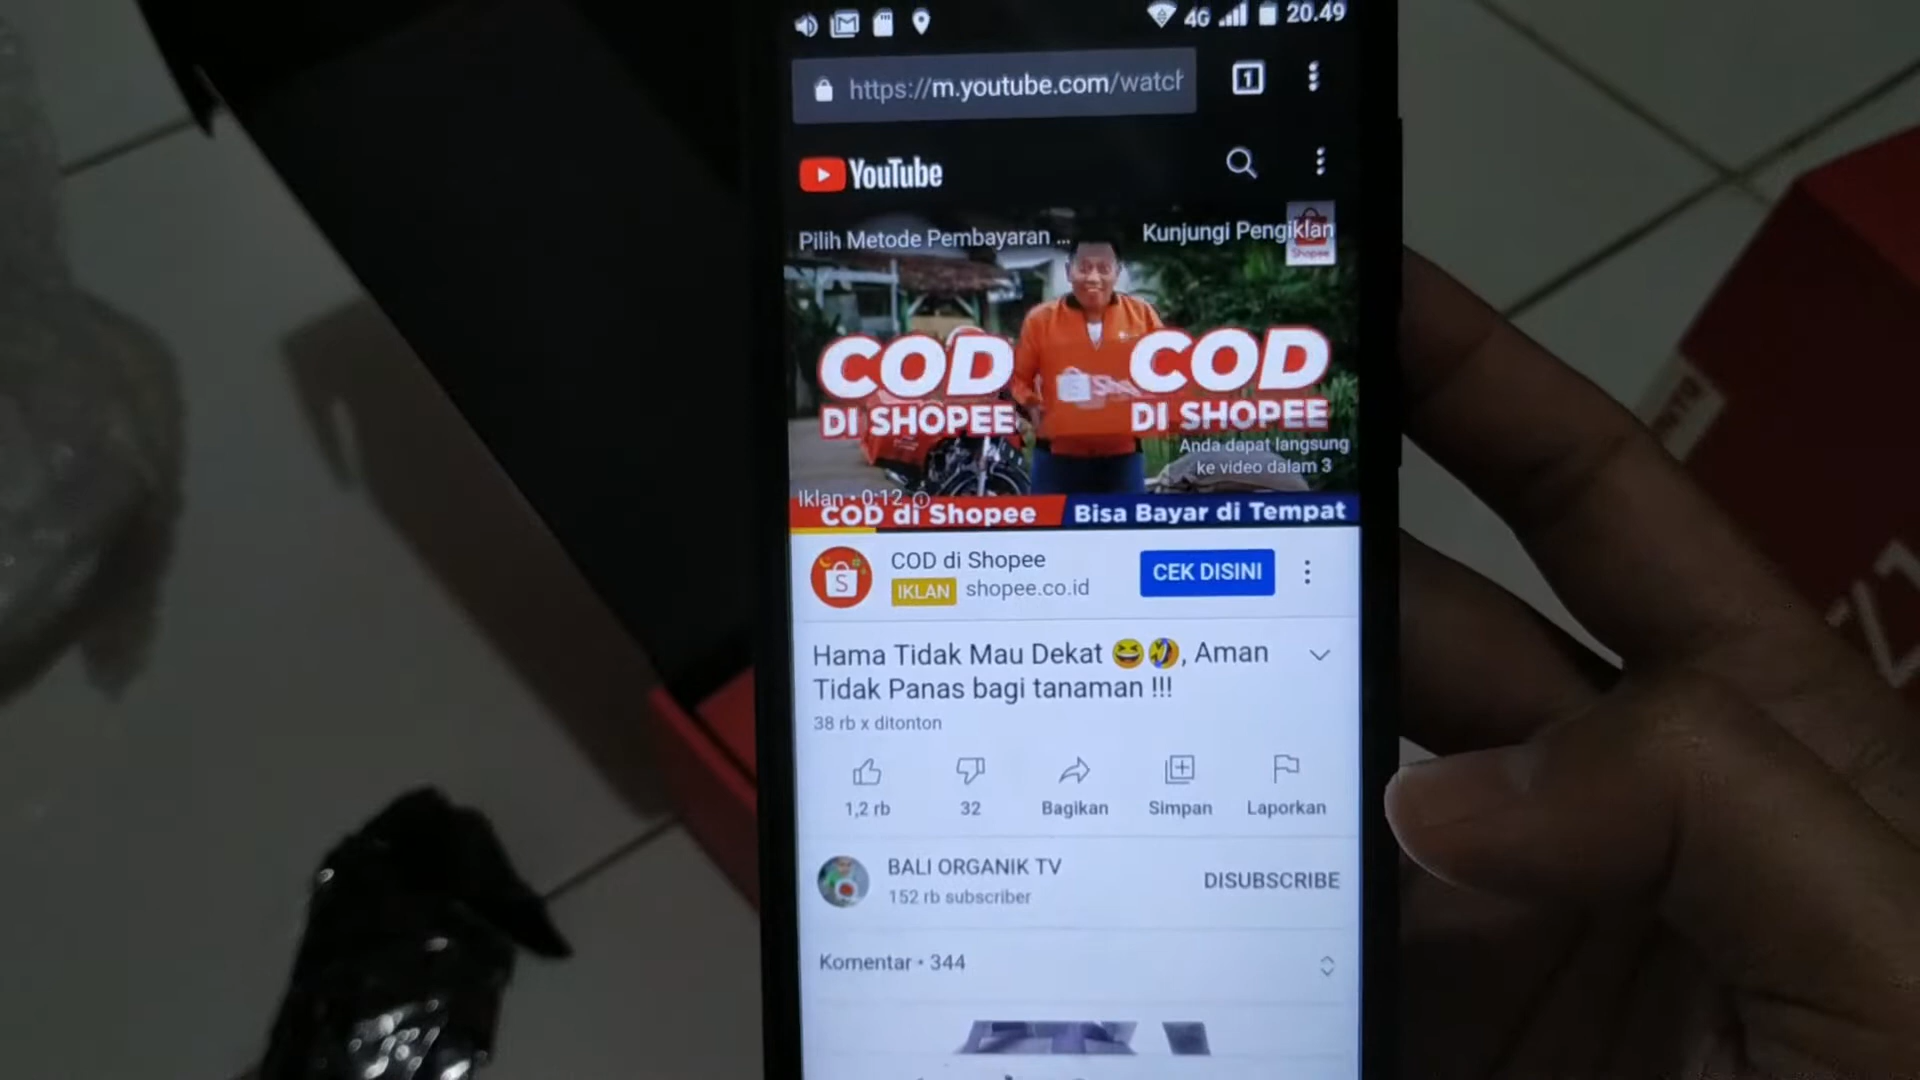 4G 20.49
https://m.youtube.com/watch
1
YouTube
Pilih Metode Pembayaran ...
Kunjungi Pengiklan
Shopee
COD
DI SHOPEE
COD
DI SHOPEE
Anda dapat langsung
ke video dalam 3
Iklan • 0:12
COD di Shopee
Bisa Bayar di Tempat
COD di Shopee
IKLAN shopee.co.id
CEK DISINI
Hama Tidak Mau Dekat 😆🤣, Aman
Tidak Panas bagi tanaman !!!
38 rb x ditonton
1,2 rb
32
Bagikan
Simpan
Laporkan
BALI ORGANIK TV
152 rb subscriber
DISUBSCRIBE
Komentar • 344